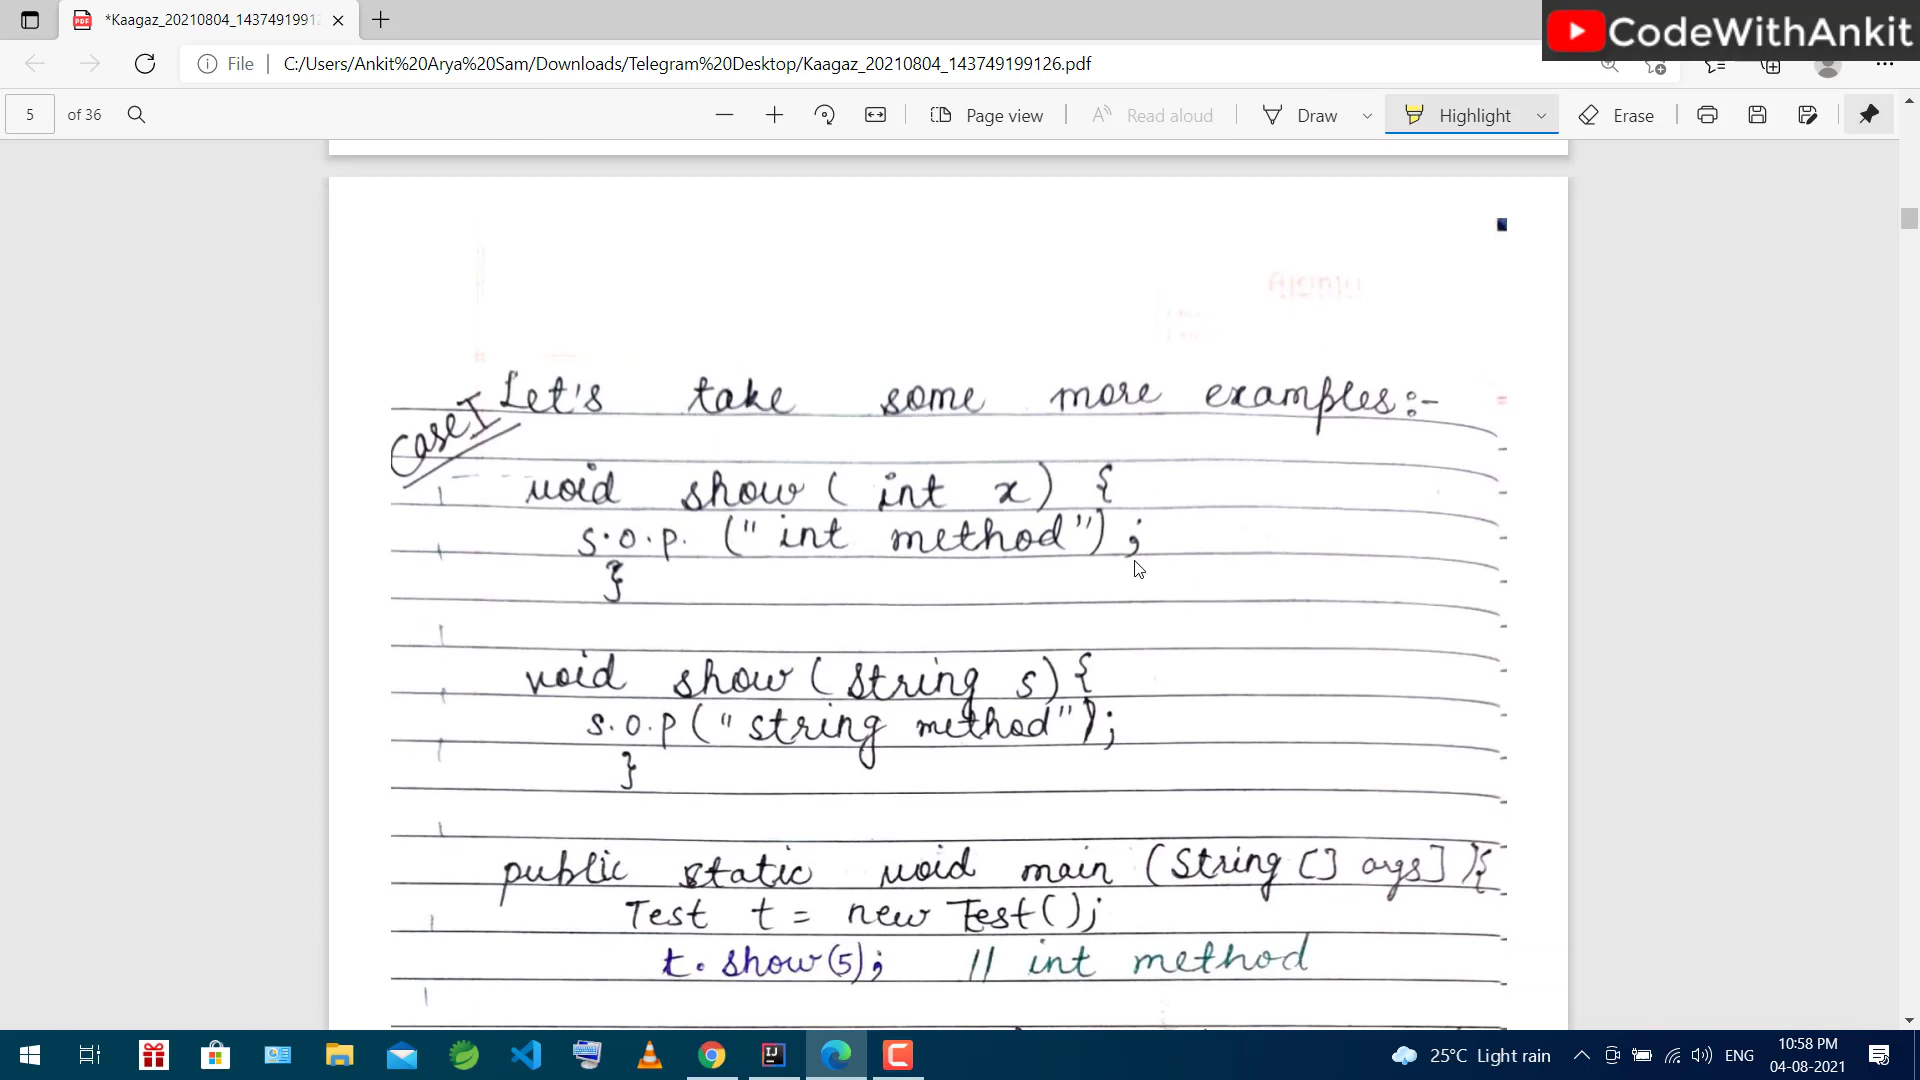 *Kaagaz_20210804_14374919912
CodeWithAnkit
File
C:/Users/Ankit%20Arya%20Sam/Downloads/Telegram%20Desktop/Kaagaz_20210804_143749199126.pdf
5 of 36
Page view
Read aloud
Draw
Highlight
Erase
Let's take some more examples:-
Case I
void show ( int x) {
s.o.p. (" int method") ;
}
void show ( string s) {
s.o.p (" string method");
}
public static void main (String [] args] ){
Test t = new Test();
t. show(5); // int method
25°C Light rain
ENG
10:58 PM
04-08-2021